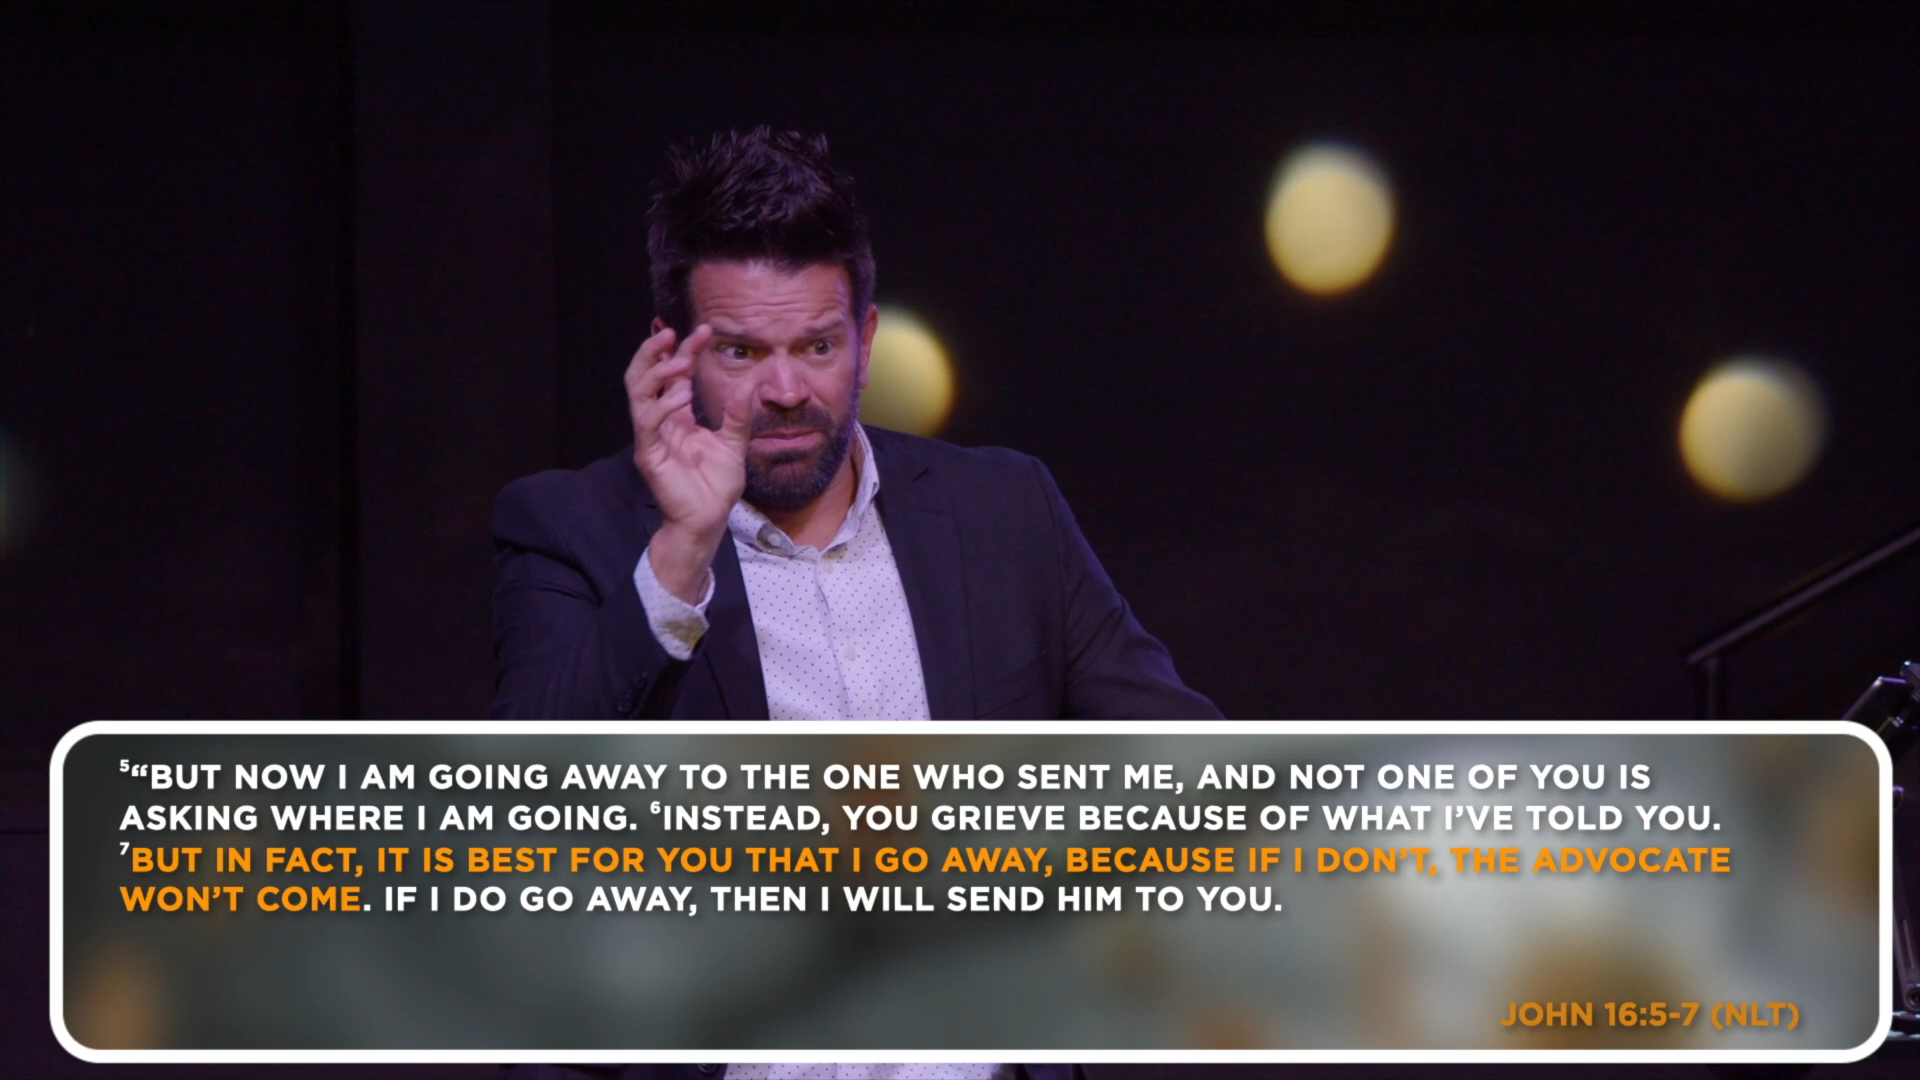 ⁵“BUT NOW I AM GOING AWAY TO THE ONE WHO SENT ME, AND NOT ONE OF YOU IS
ASKING WHERE I AM GOING. ⁶INSTEAD, YOU GRIEVE BECAUSE OF WHAT I’VE TOLD YOU.
⁷BUT IN FACT, IT IS BEST FOR YOU THAT I GO AWAY, BECAUSE IF I DON’T, THE ADVOCATE
WON’T COME. IF I DO GO AWAY, THEN I WILL SEND HIM TO YOU.
JOHN 16:5-7 (NLT)